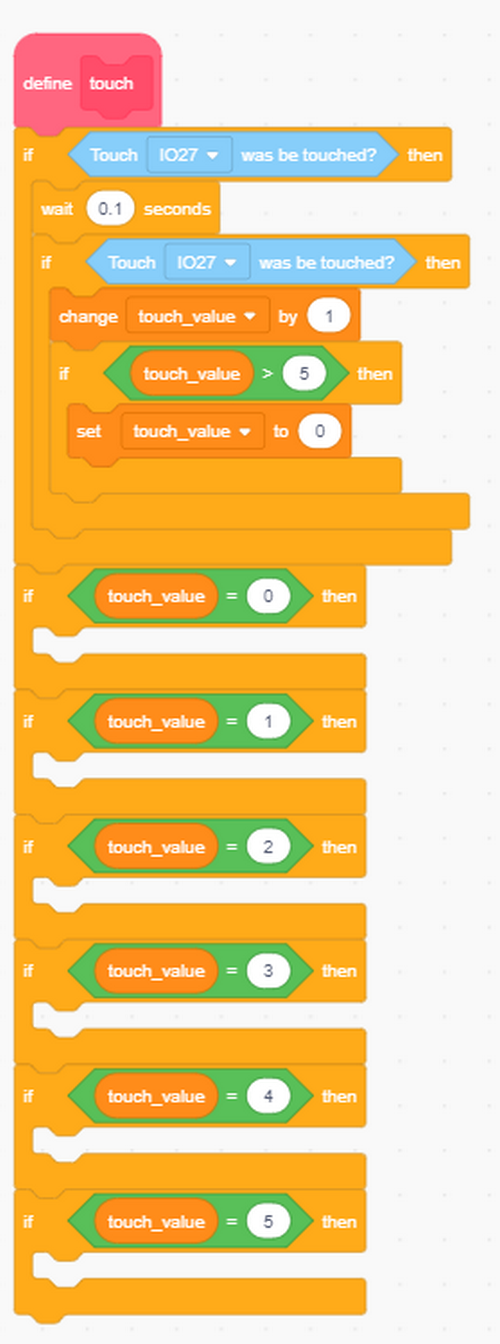 define touch
if Touch IO27 was be touched? then
wait 0.1 seconds
if Touch IO27 was be touched? then
change touch_value by 1
if touch_value > 5 then
set touch_value to 0
if touch_value = 0 then
if touch_value = 1 then
if touch_value = 2 then
if touch_value = 3 then
if touch_value = 4 then
if touch_value = 5 then